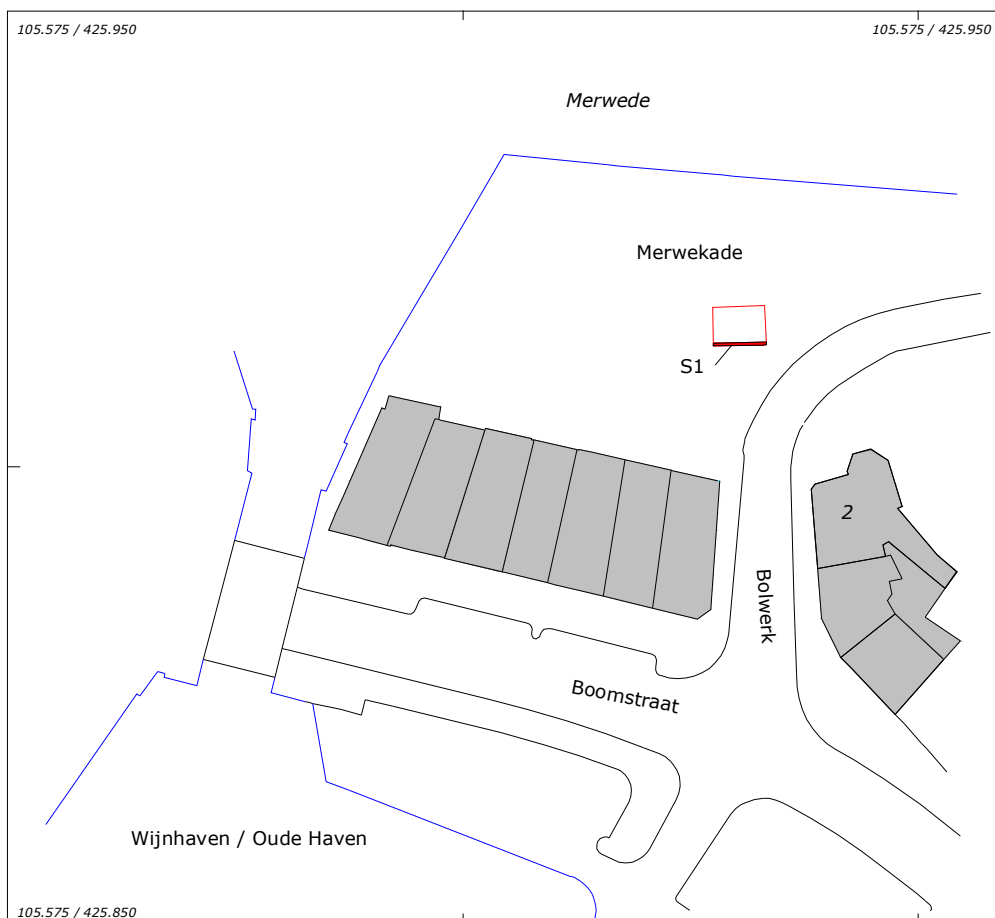 105.575 / 425.950
105.575 / 425.950
Merwede
Merwekade
S1
2
Bolwerk
Boomstraat
Wijnhaven / Oude Haven
105.575 / 425.850